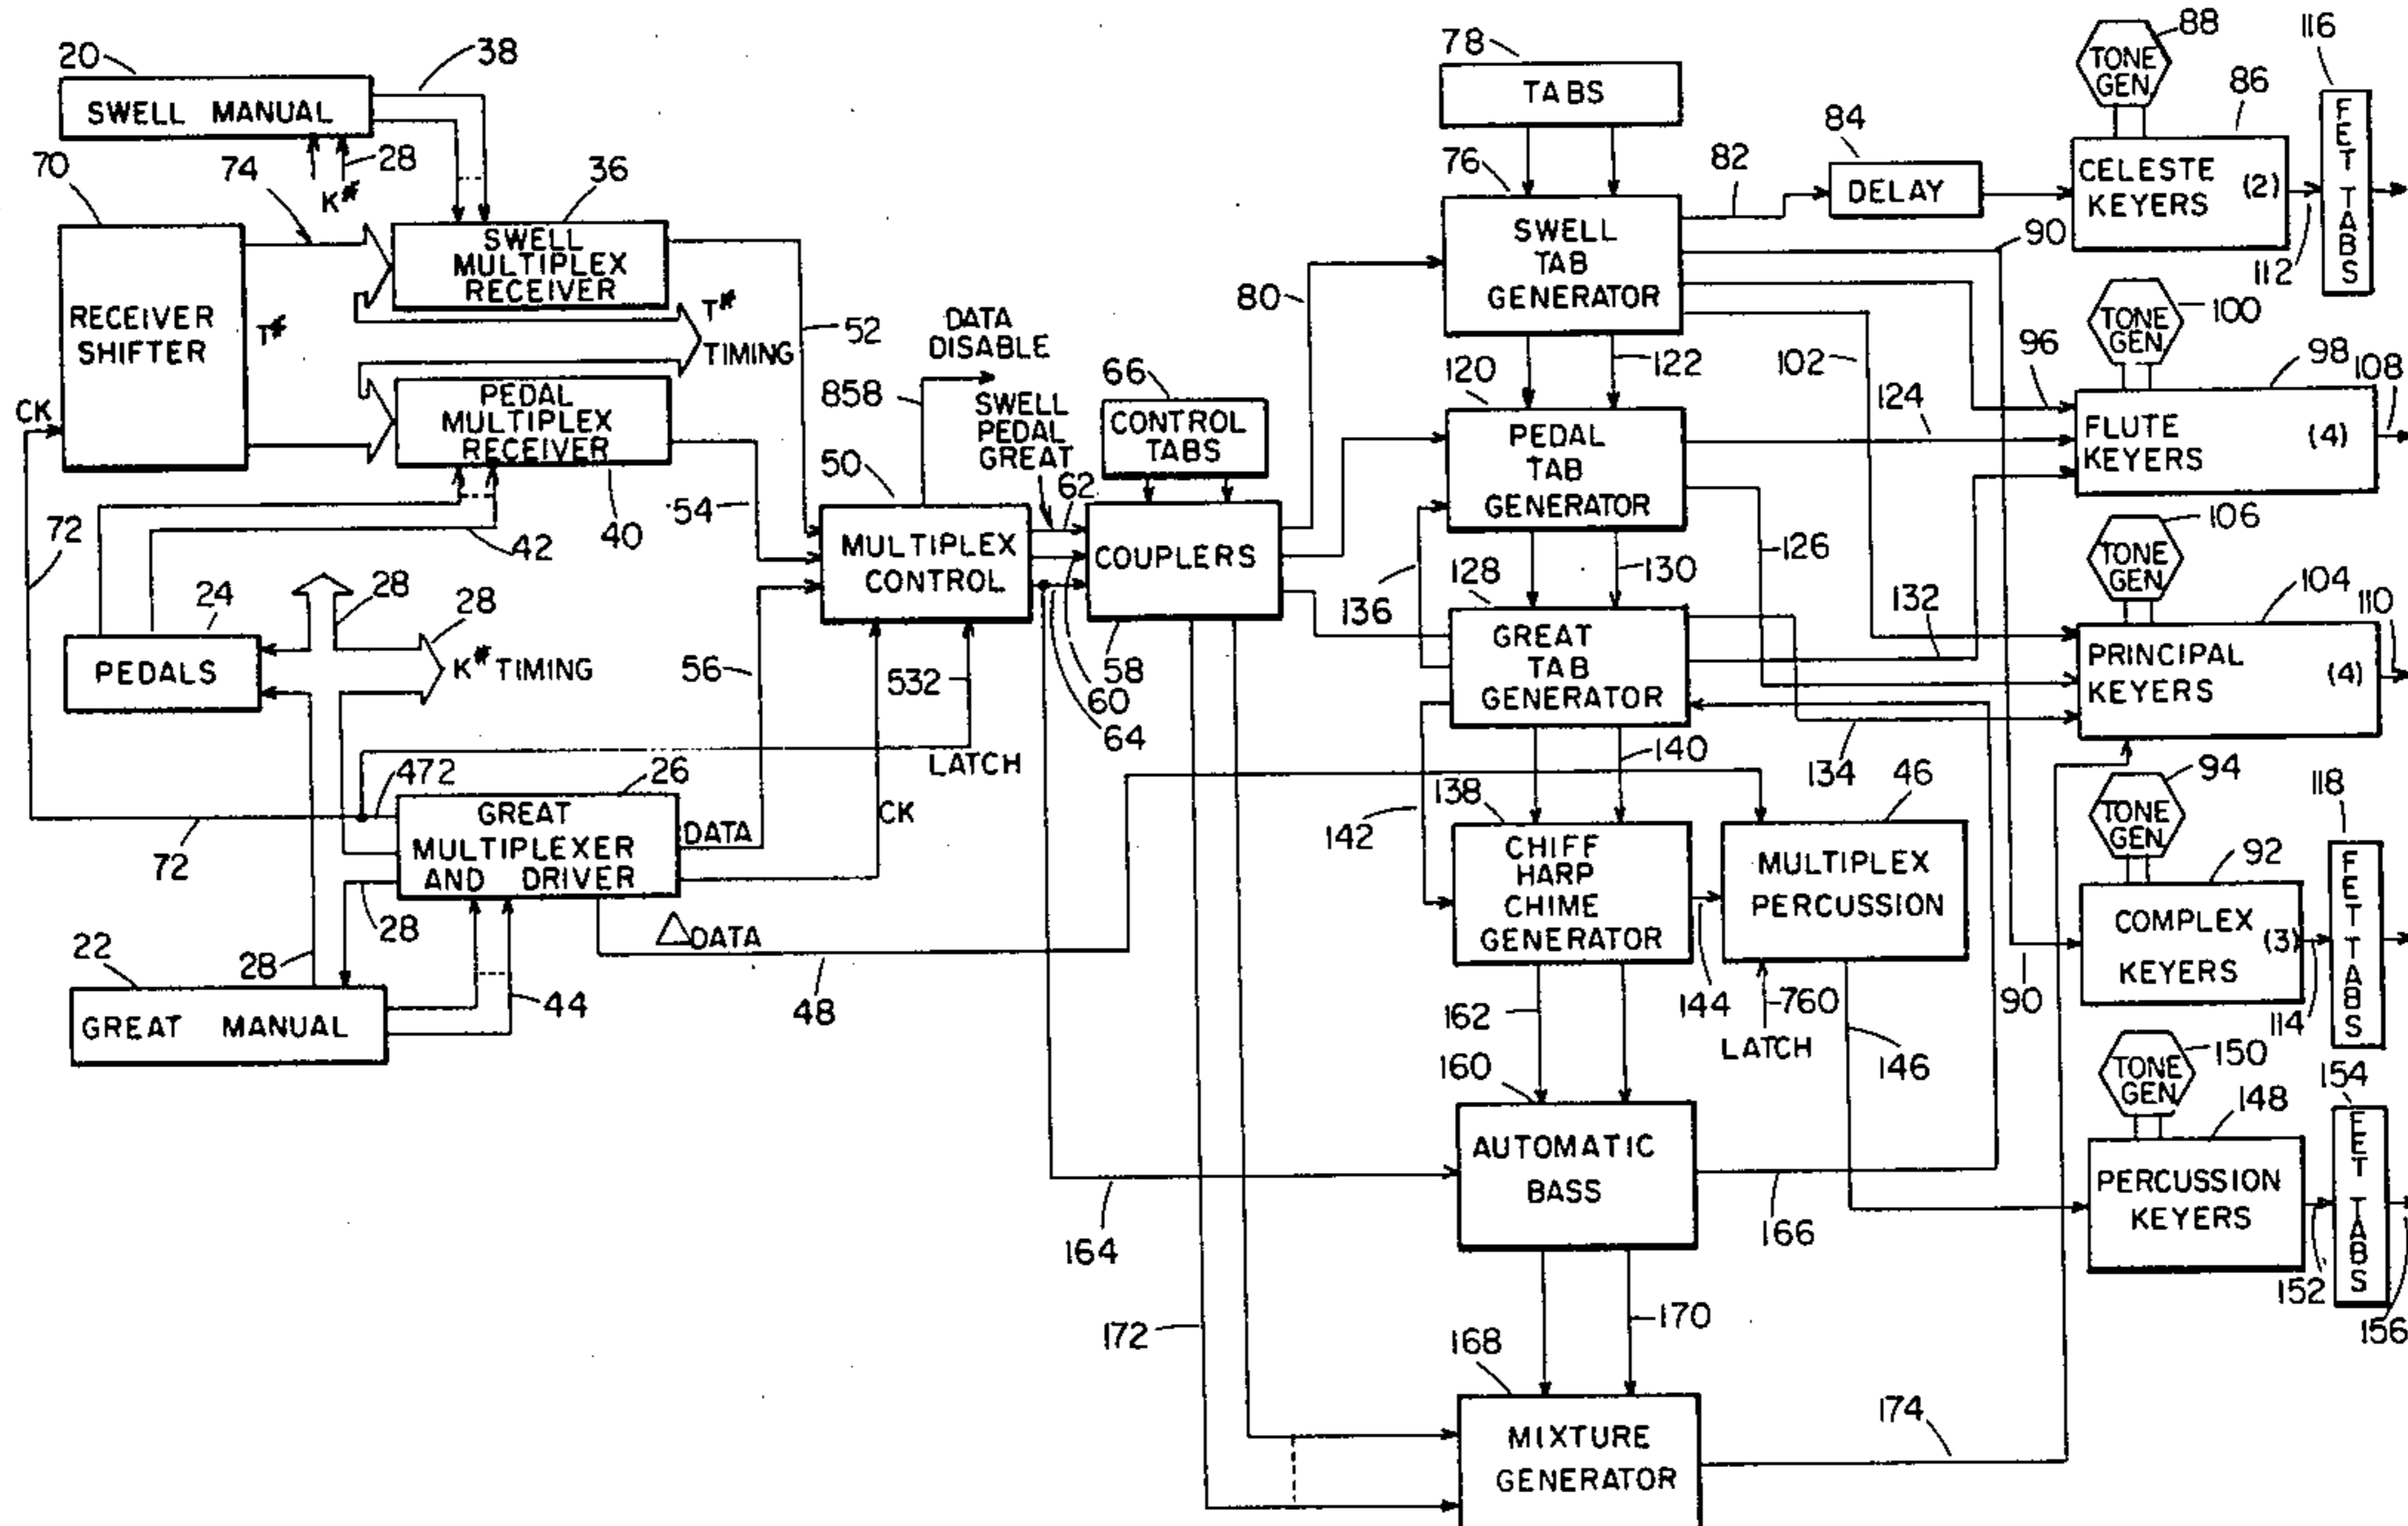 20
SWELL MANUAL
38
28
K#
70
74
36
RECEIVER
SHIFTER
T#
SWELL
MULTIPLEX
RECEIVER
T#
TIMING
52
CK
PEDAL
MULTIPLEX
RECEIVER
40
54
72
42
24
28
28
PEDALS
K# TIMING
56
472
26
72
GREAT
MULTIPLEXER
AND DRIVER
DATA
CK
28
28
ΔDATA
48
22
GREAT MANUAL
44
DATA
DISABLE
858
SWELL
PEDAL
GREAT
62
66
CONTROL
TABS
50
MULTIPLEX
CONTROL
COUPLERS
532
LATCH
58
60
64
80
164
172
78
TABS
76
SWELL
TAB
GENERATOR
82
84
DELAY
120
122
PEDAL
TAB
GENERATOR
102
124
126
136
128
130
GREAT
TAB
GENERATOR
132
134
140
142
138
CHIFF
HARP
CHIME
GENERATOR
46
MULTIPLEX
PERCUSSION
144
760
LATCH
146
162
160
AUTOMATIC
BASS
166
168
170
MIXTURE
GENERATOR
174
88
TONE
GEN
86
CELESTE
KEYERS
(2)
112
116
FET TABS
90
100
TONE
GEN
96
98
108
FLUTE
KEYERS
(4)
106
TONE
GEN
104
110
PRINCIPAL
KEYERS
(4)
94
TONE
GEN
92
COMPLEX
KEYERS
(3)
90
114
118
FET TABS
150
TONE
GEN
148
PERCUSSION
KEYERS
152
154
FET TABS
156